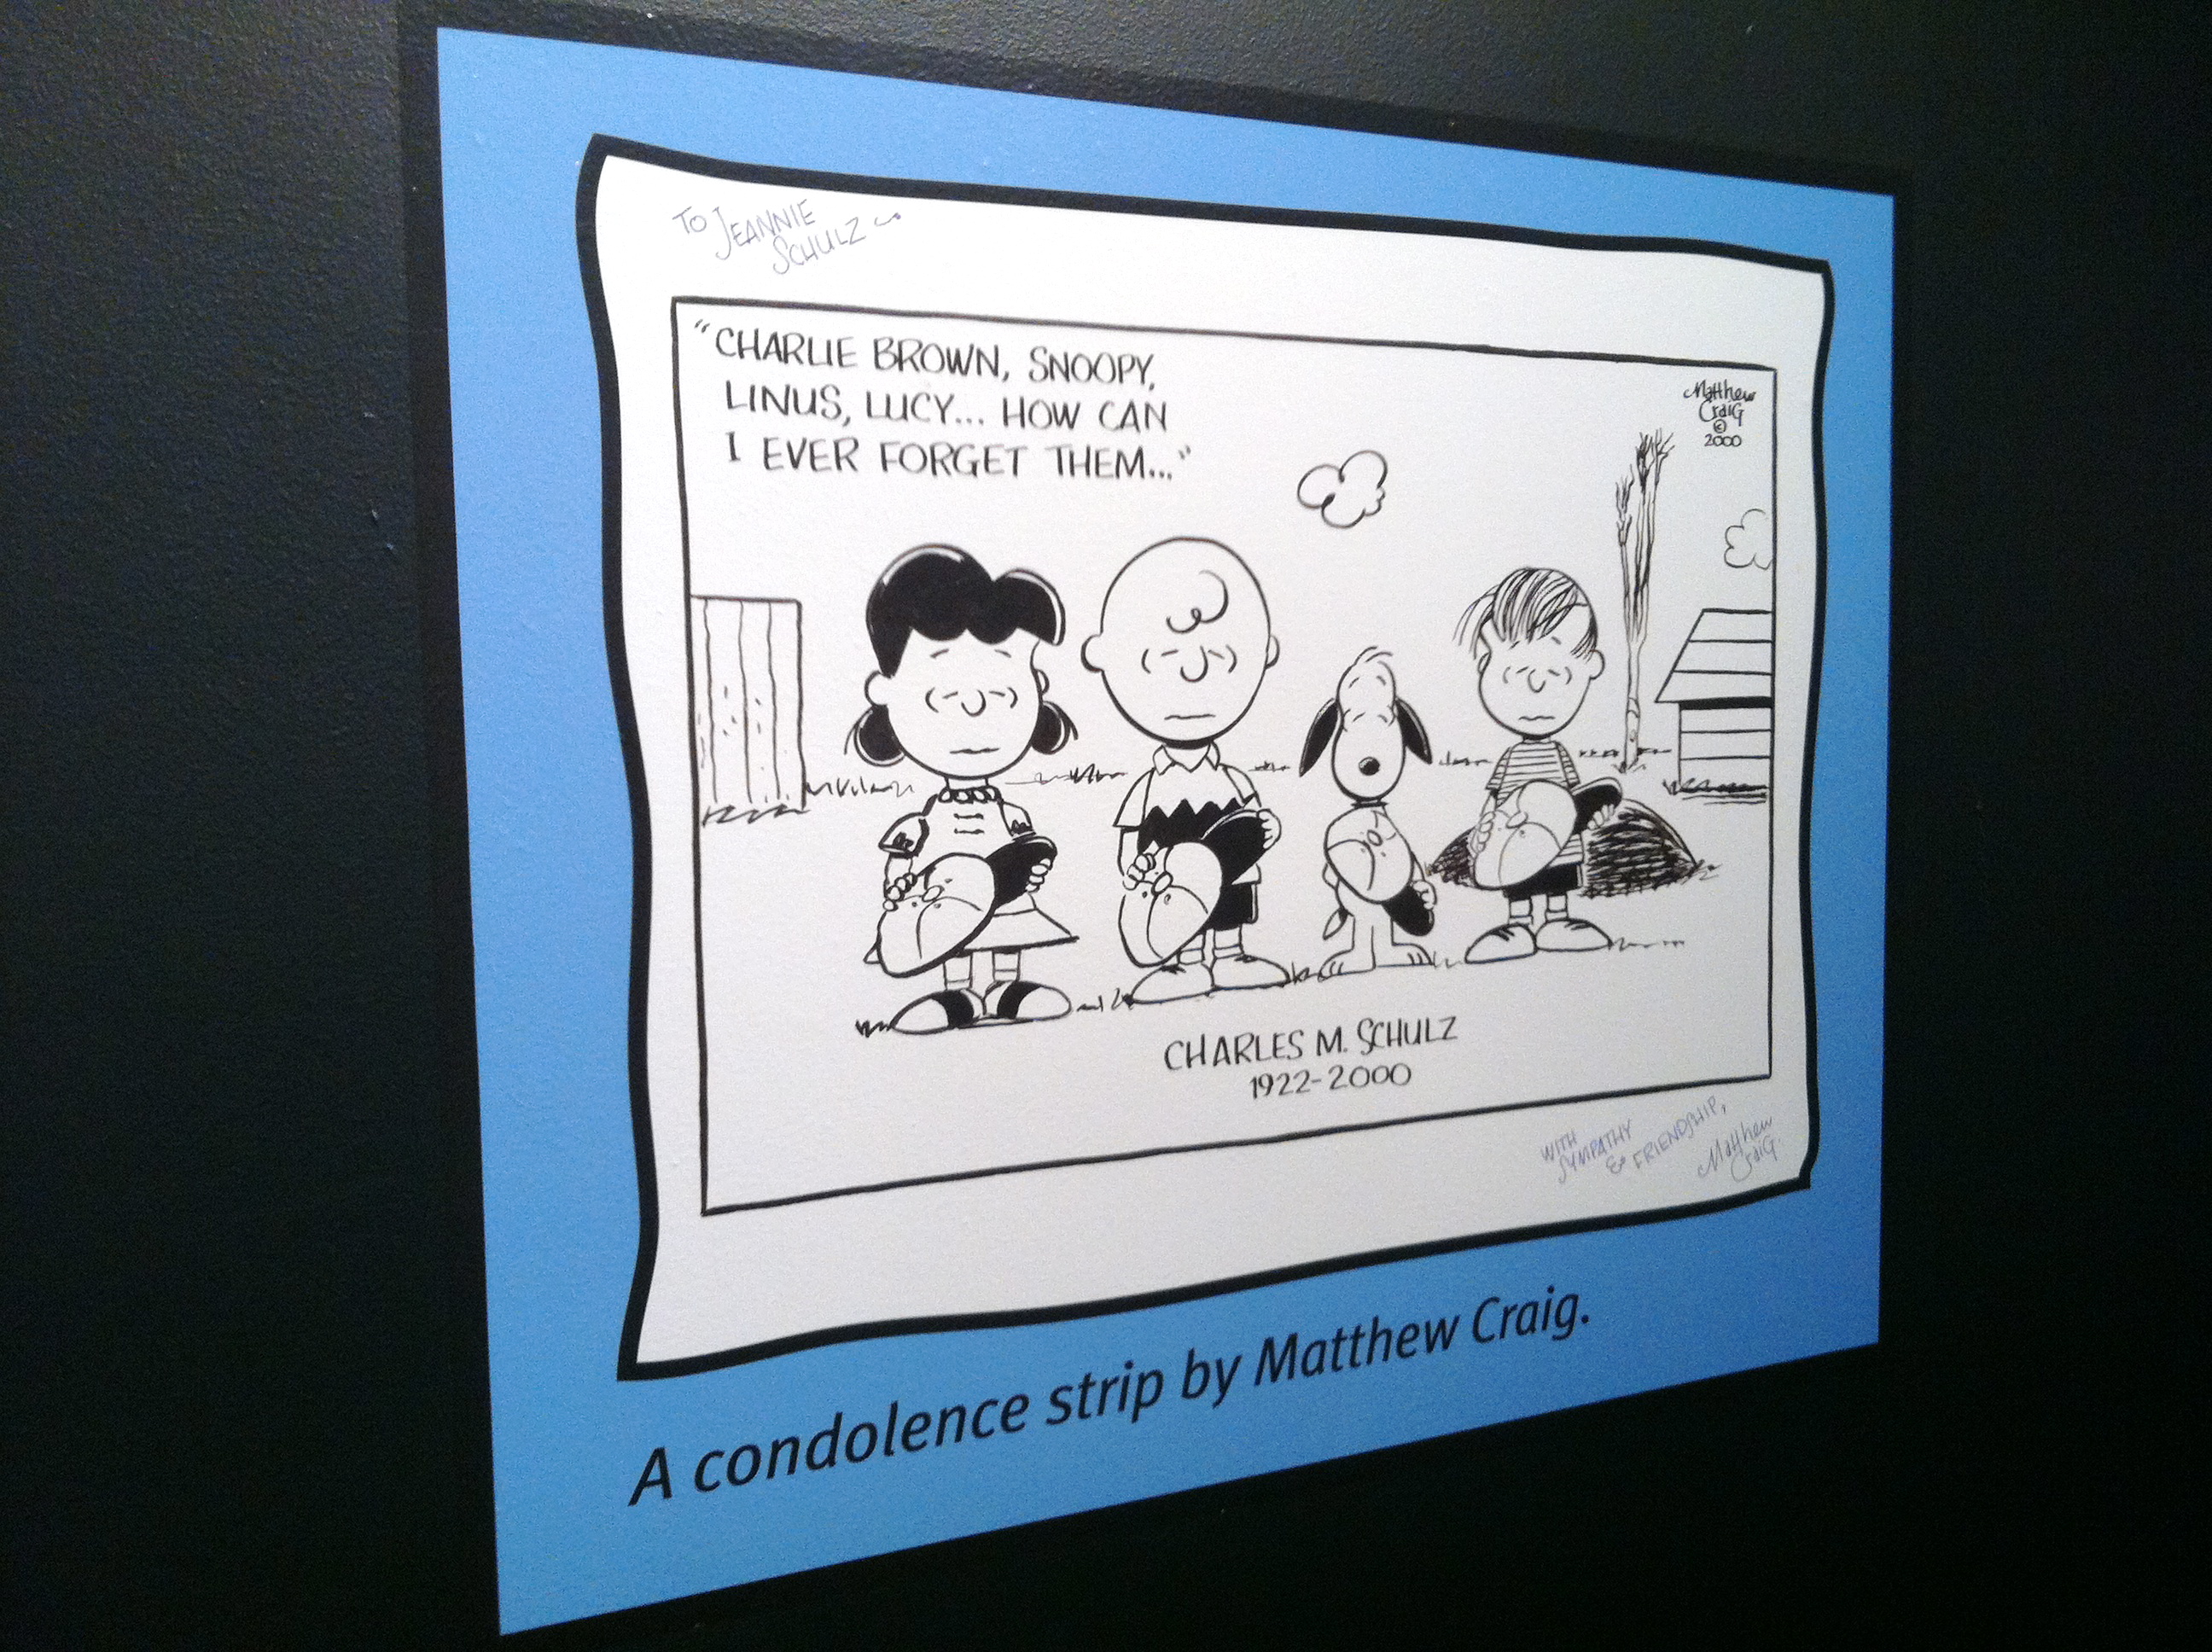 TO JEANNIE
SCHULZ
"CHARLIE BROWN, SNOOPY,
LINUS, LUCY... HOW CAN
I EVER FORGET THEM..."
Matthew
Craig
©
2000
CHARLES M. SCHULZ
1922-2000
WITH
SYMPATHY
& FRIENDSHIP,
Matthew
Craig
A condolence strip by Matthew Craig.